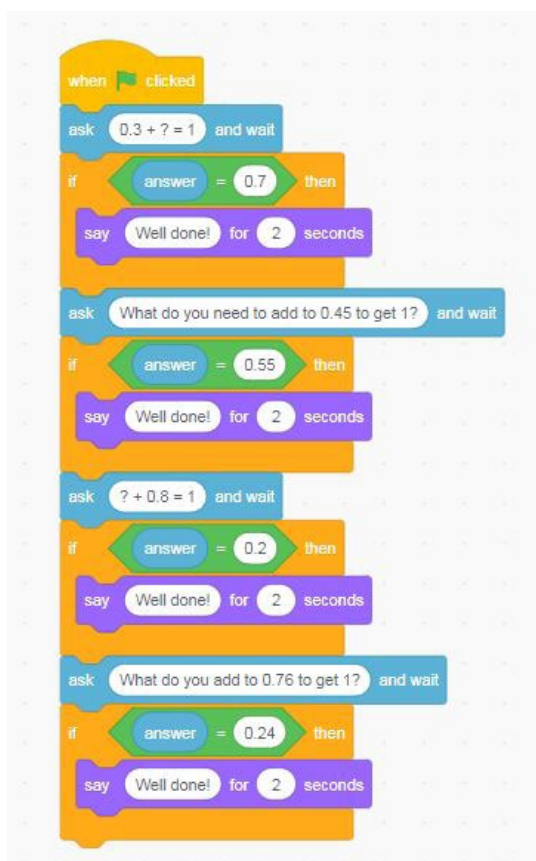 when clicked
ask 0.3 + ? = 1 and wait
if answer = 0.7 then
say Well done! for 2 seconds
ask What do you need to add to 0.45 to get 1? and wait
if answer = 0.55 then
say Well done! for 2 seconds
ask ? + 0.8 = 1 and wait
if answer = 0.2 then
say Well done! for 2 seconds
ask What do you add to 0.76 to get 1? and wait
if answer = 0.24 then
say Well done! for 2 seconds